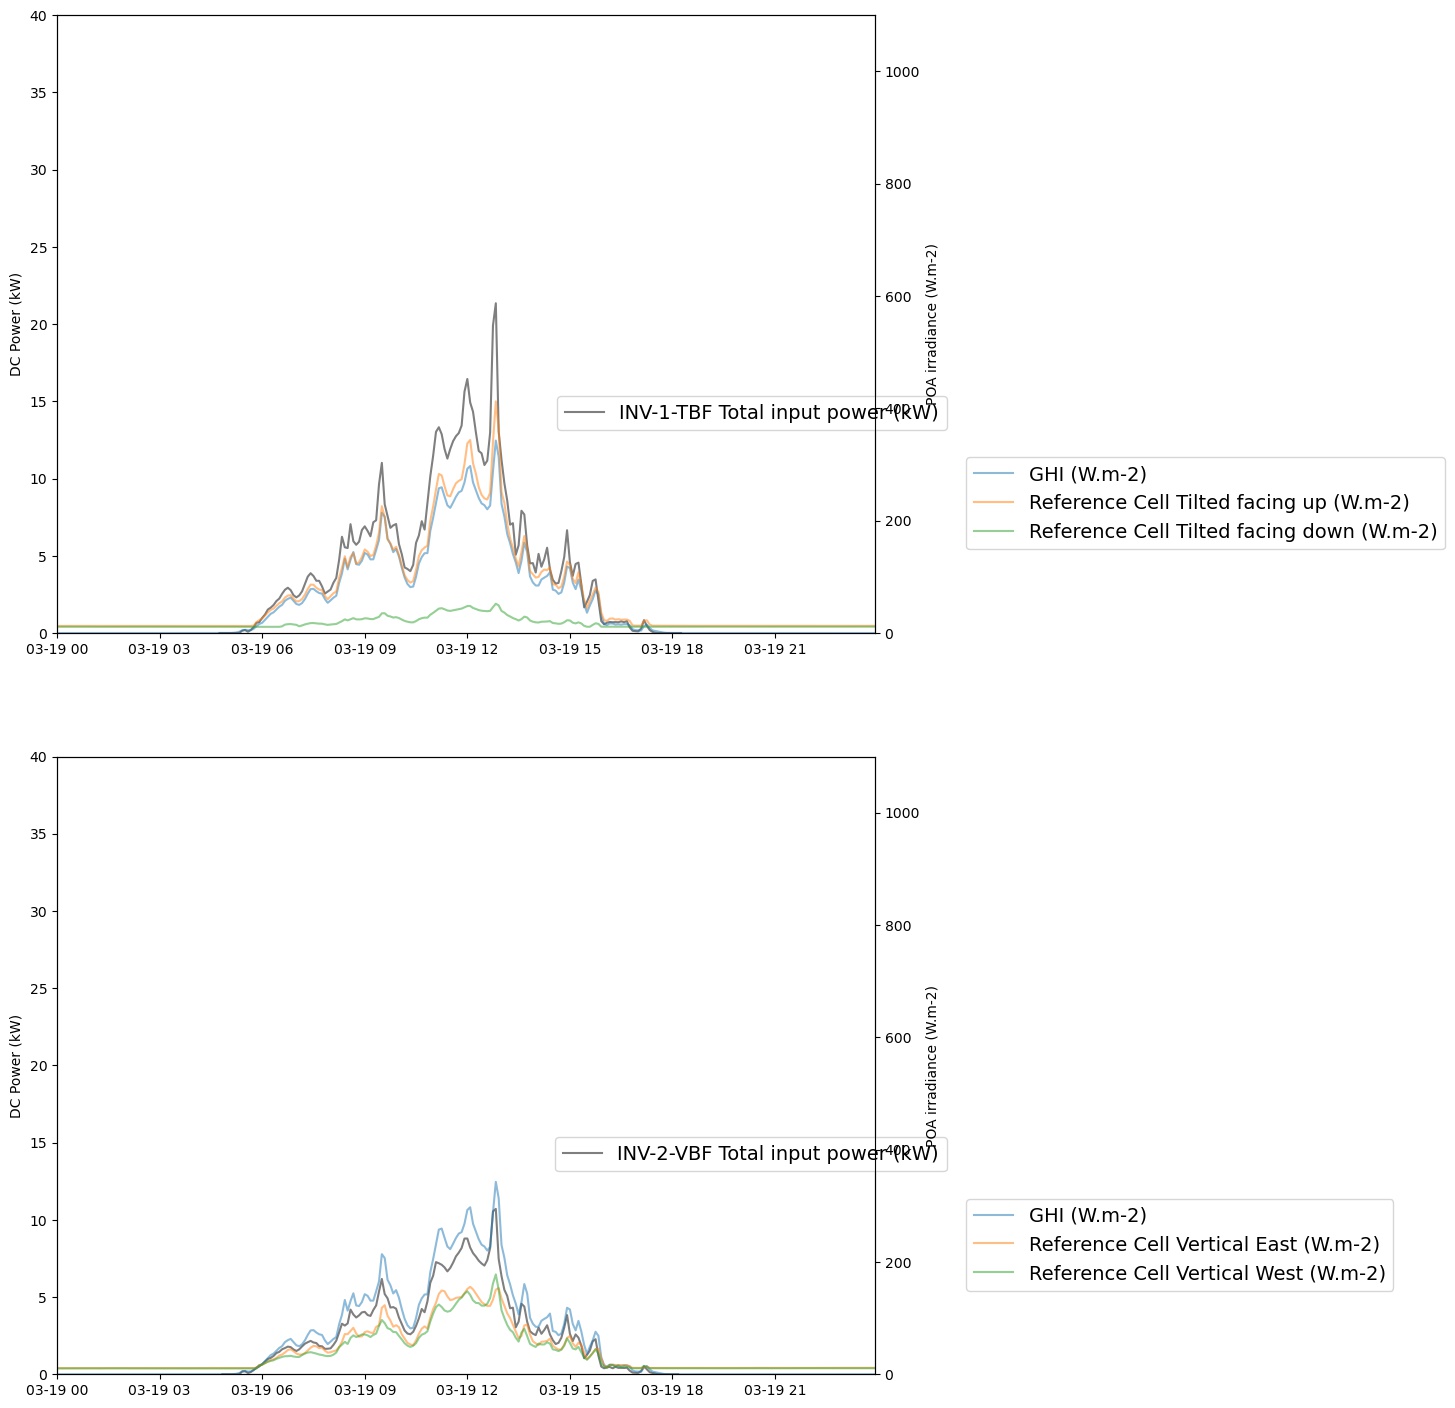 40
35
30
25
20
15
10
5
0
DC Power (kW)
1000
800
600
400
200
0
POA irradiance (W.m-2)
INV-1-TBF Total input power (kW)
GHI (W.m-2)
Reference Cell Tilted facing up (W.m-2)
Reference Cell Tilted facing down (W.m-2)
03-19 00 03-19 03 03-19 06 03-19 09 03-19 12 03-19 15 03-19 18 03-19 21
40
35
30
25
20
15
10
5
0
DC Power (kW)
1000
800
600
400
200
0
POA irradiance (W.m-2)
INV-2-VBF Total input power (kW)
GHI (W.m-2)
Reference Cell Vertical East (W.m-2)
Reference Cell Vertical West (W.m-2)
03-19 00 03-19 03 03-19 06 03-19 09 03-19 12 03-19 15 03-19 18 03-19 21